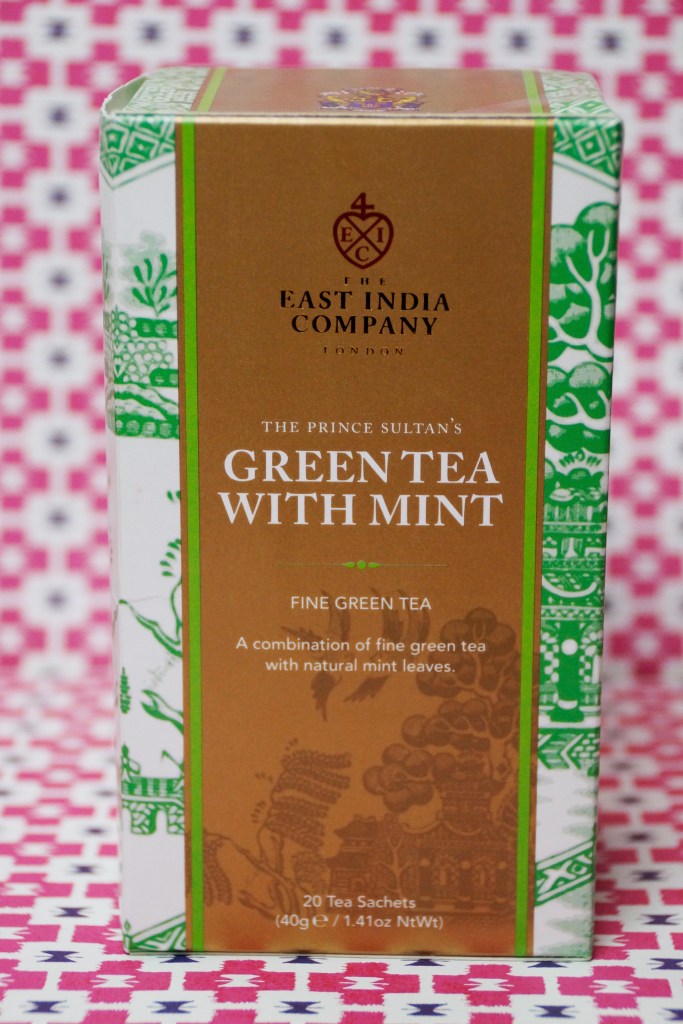 4
E I
C
THE
EAST INDIA
COMPANY
LONDON
THE PRINCE SULTAN'S
GREEN TEA
WITH MINT
FINE GREEN TEA
A combination of fine green tea
with natural mint leaves.
20 Tea Sachets
(40g℮ / 1.41oz NtWt)